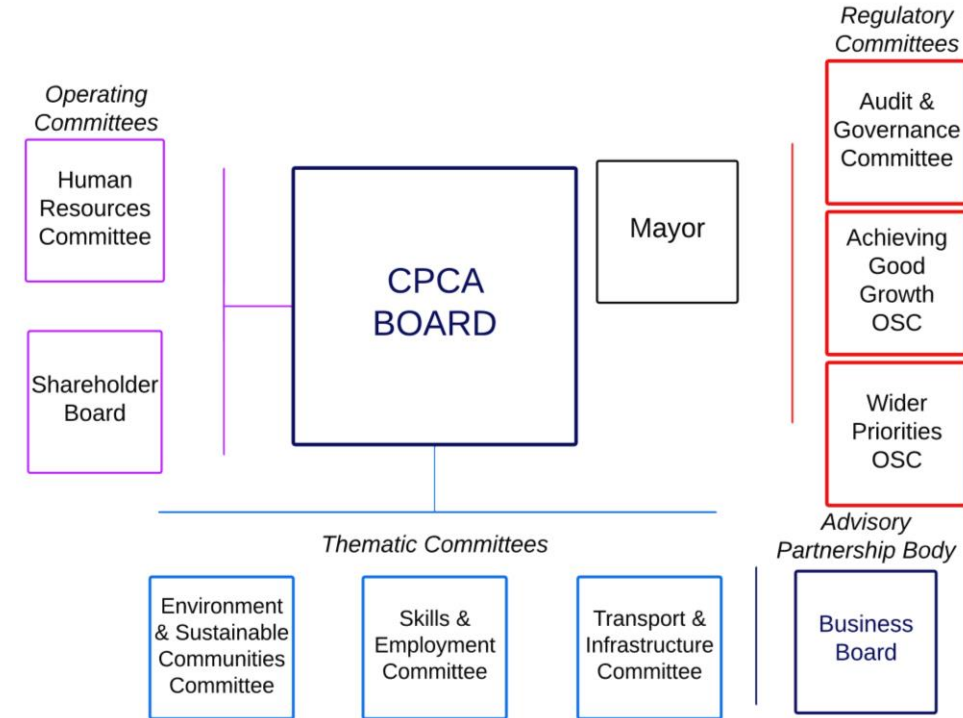 Regulatory
Committees
Operating
Committees
Human
Resources
Committee
Shareholder
Board
CPCA
BOARD
Mayor
Audit &
Governance
Committee
Achieving
Good
Growth
OSC
Wider
Priorities
OSC
Thematic Committees
Environment
& Sustainable
Communities
Committee
Skills &
Employment
Committee
Transport &
Infrastructure
Committee
Advisory
Partnership Body
Business
Board